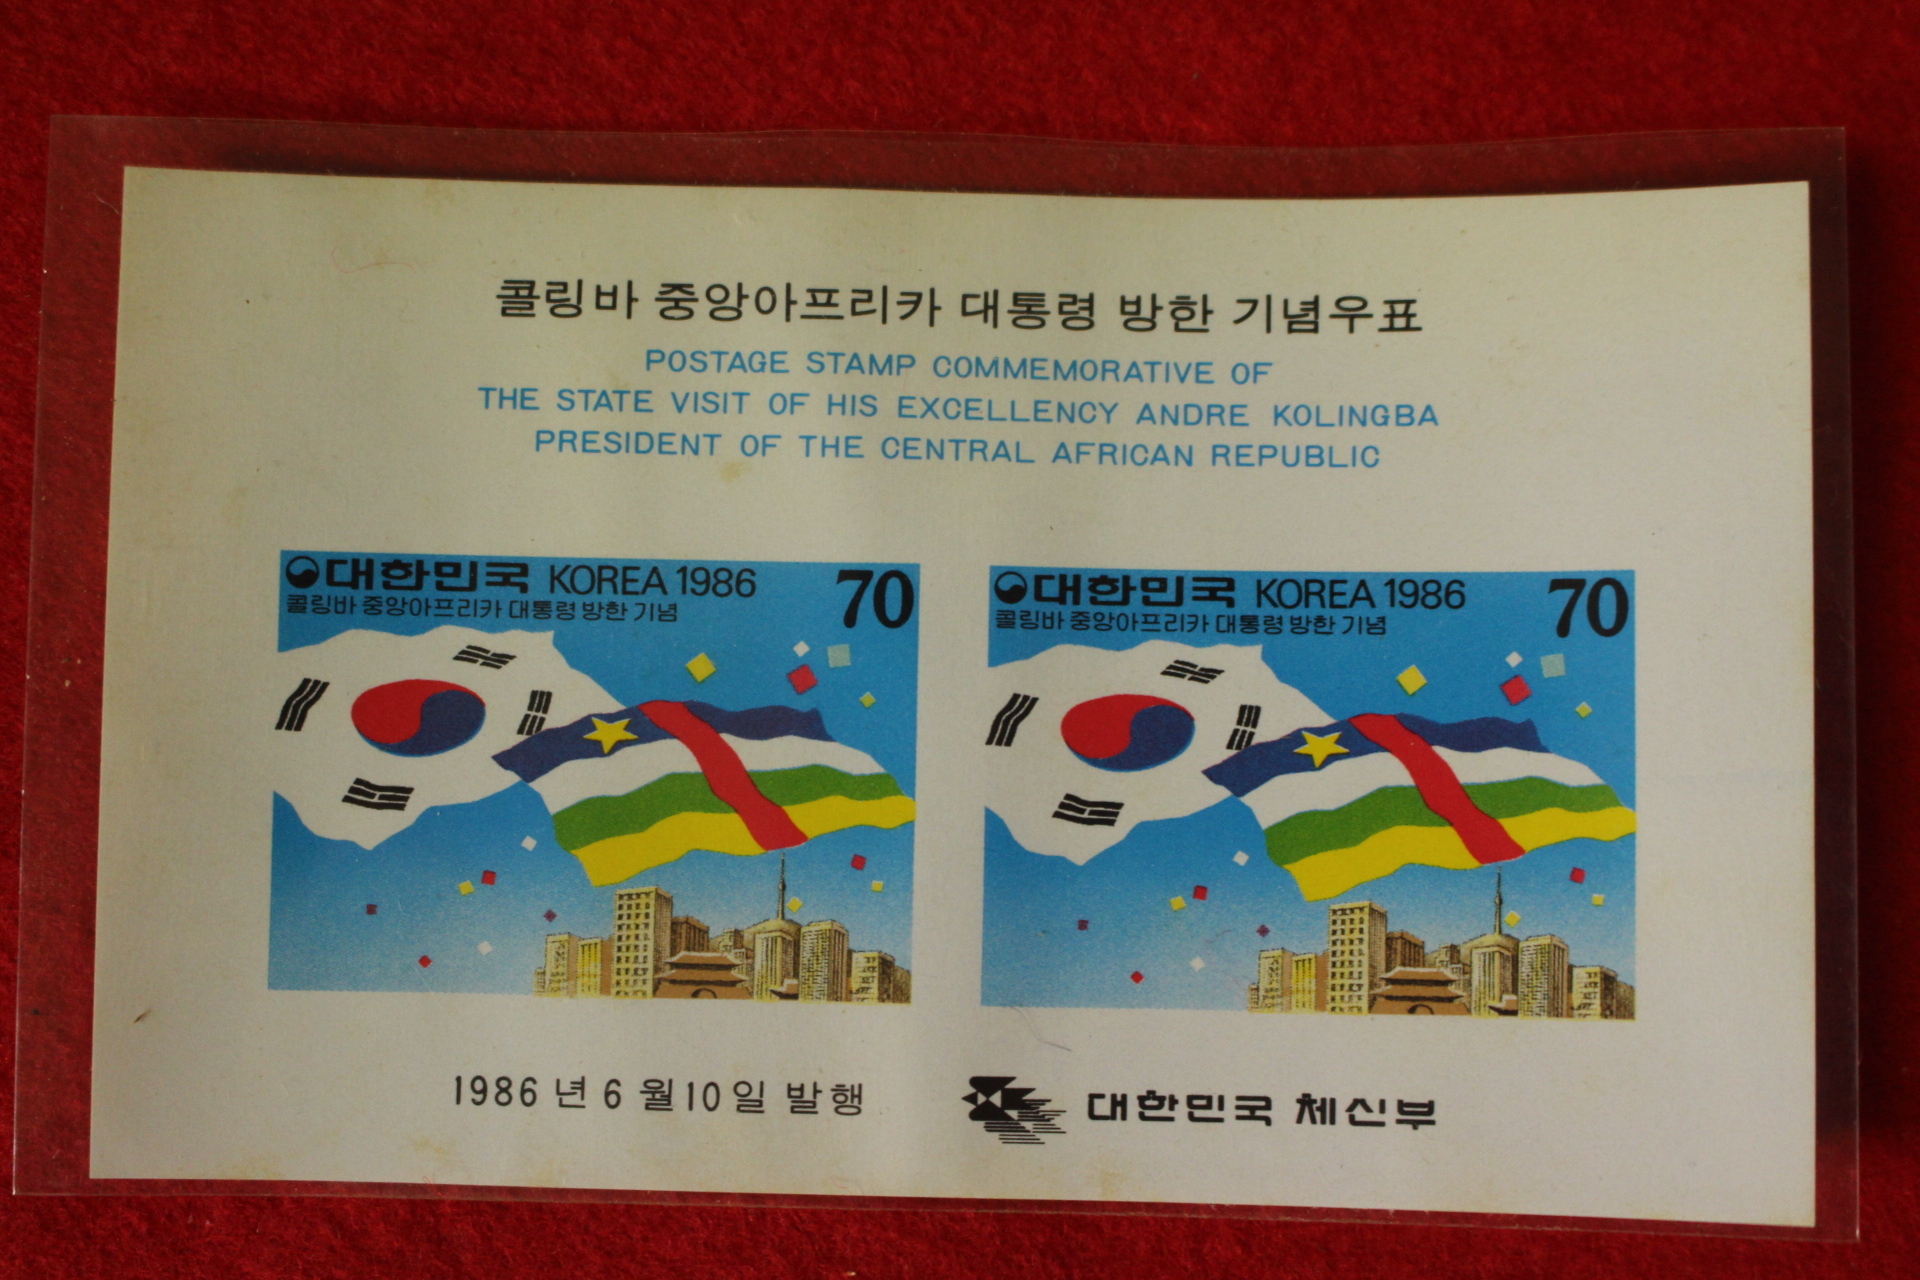 콜링바 중앙아프리카 대통령 방한 기념우표
POSTAGE STAMP COMMEMORATIVE OF
THE STATE VISIT OF HIS EXCELLENCY ANDRE KOLINGBA
PRESIDENT OF THE CENTRAL AFRICAN REPUBLIC
대한민국 KOREA 1986 70
콜링바 중앙아프리카 대통령 방한 기념
대한민국 KOREA 1986 70
콜링바 중앙아프리카 대통령 방한 기념
1986 년 6 월 10 일 발행
대한민국 체신부